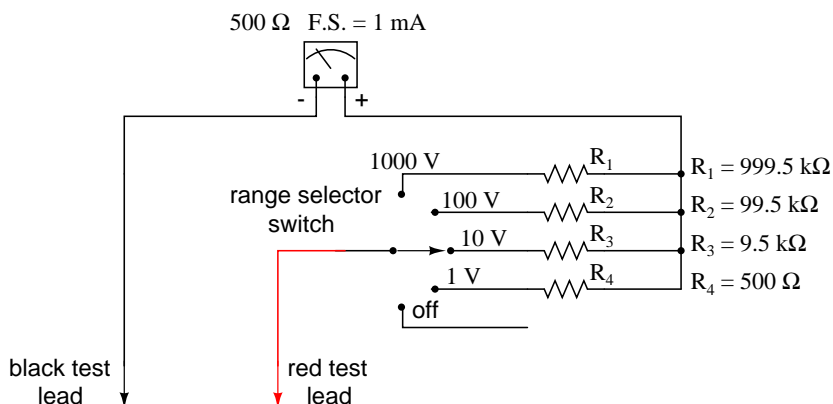 500 Ω F.S. = 1 mA
- +
1000 V R₁ R₁ = 999.5 kΩ
range selector
switch
100 V R₂ R₂ = 99.5 kΩ
10 V R₃ R₃ = 9.5 kΩ
1 V R₄ R₄ = 500 Ω
off
black test
lead
red test
lead